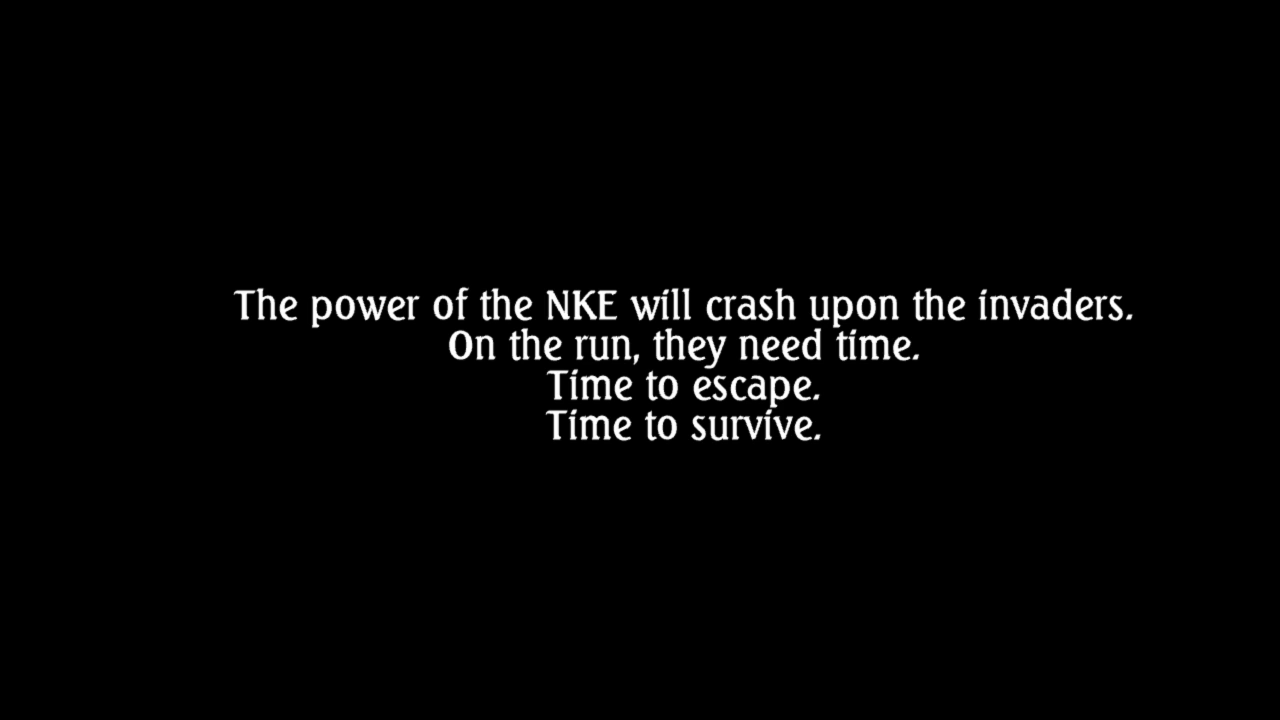 The power of the NKE will crash upon the invaders.
On the run, they need time.
Time to escape.
Time to survive.